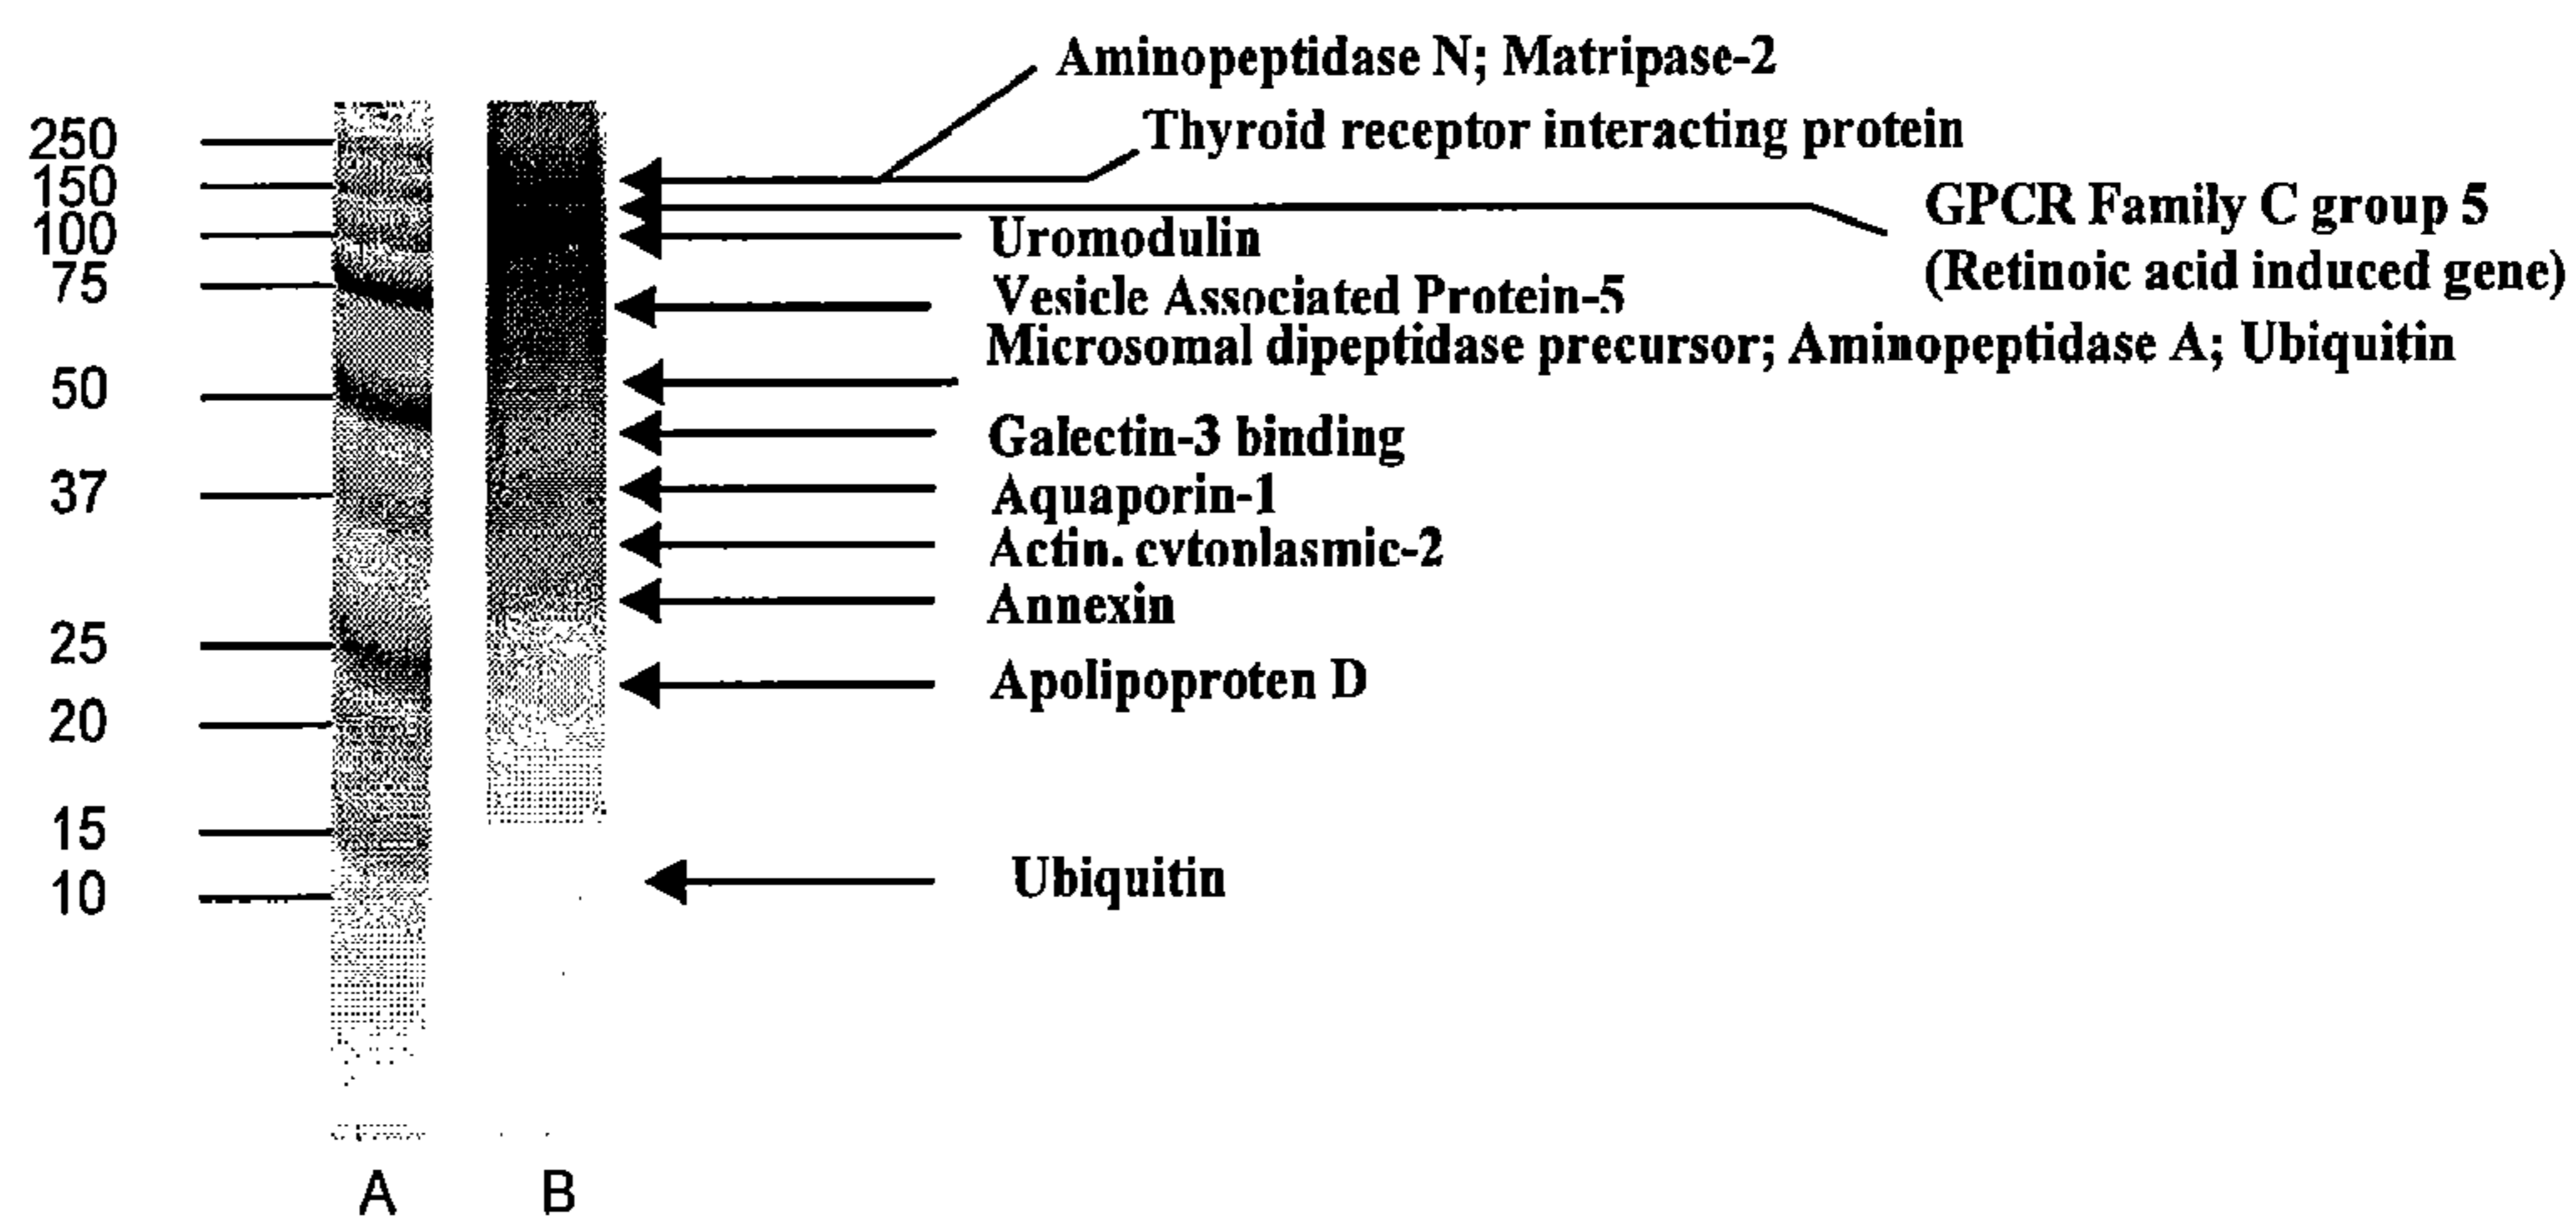 Aminopeptidase N; Matripase-2
Thyroid receptor interacting protein
GPCR Family C group 5
(Retinoic acid induced gene)
Uromodulin
Vesicle Associated Protein-5
Microsomal dipeptidase precursor; Aminopeptidase A; Ubiquitin
Galectin-3 binding
Aquaporin-1
Actin. cvtonlasmic-2
Annexin
Apolipoproten D
Ubiquitin
250
150
100
75
50
37
25
20
15
10
A B